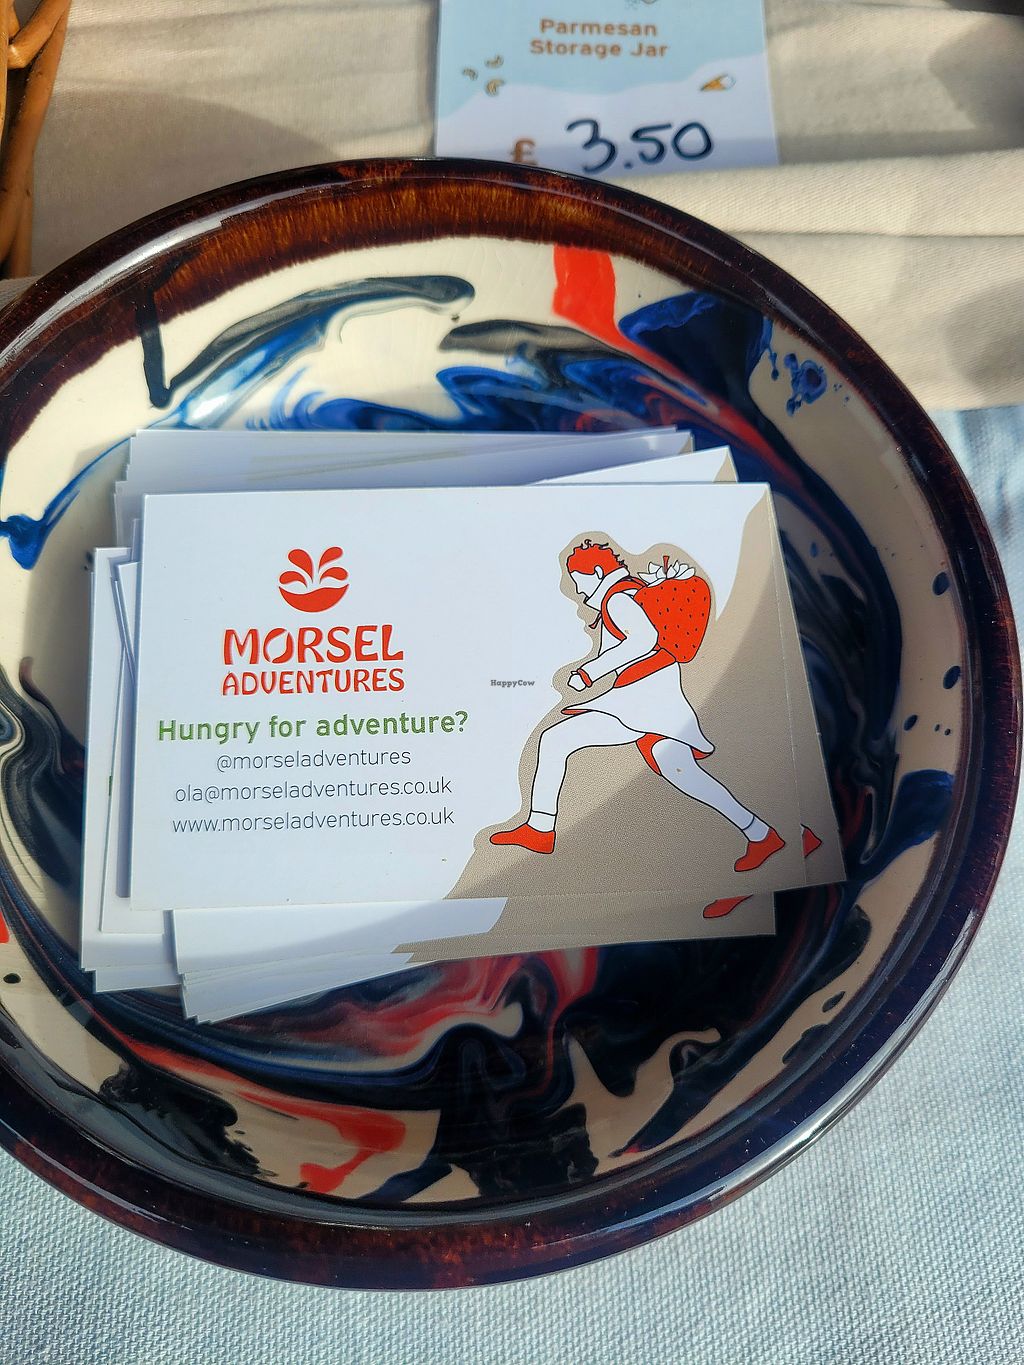 Parmesan
Storage Jar
£ 3.50
MORSEL
ADVENTURES
HappyCow
Hungry for adventure?
@morseladventures
ola@morseladventures.co.uk
www.morseladventures.co.uk